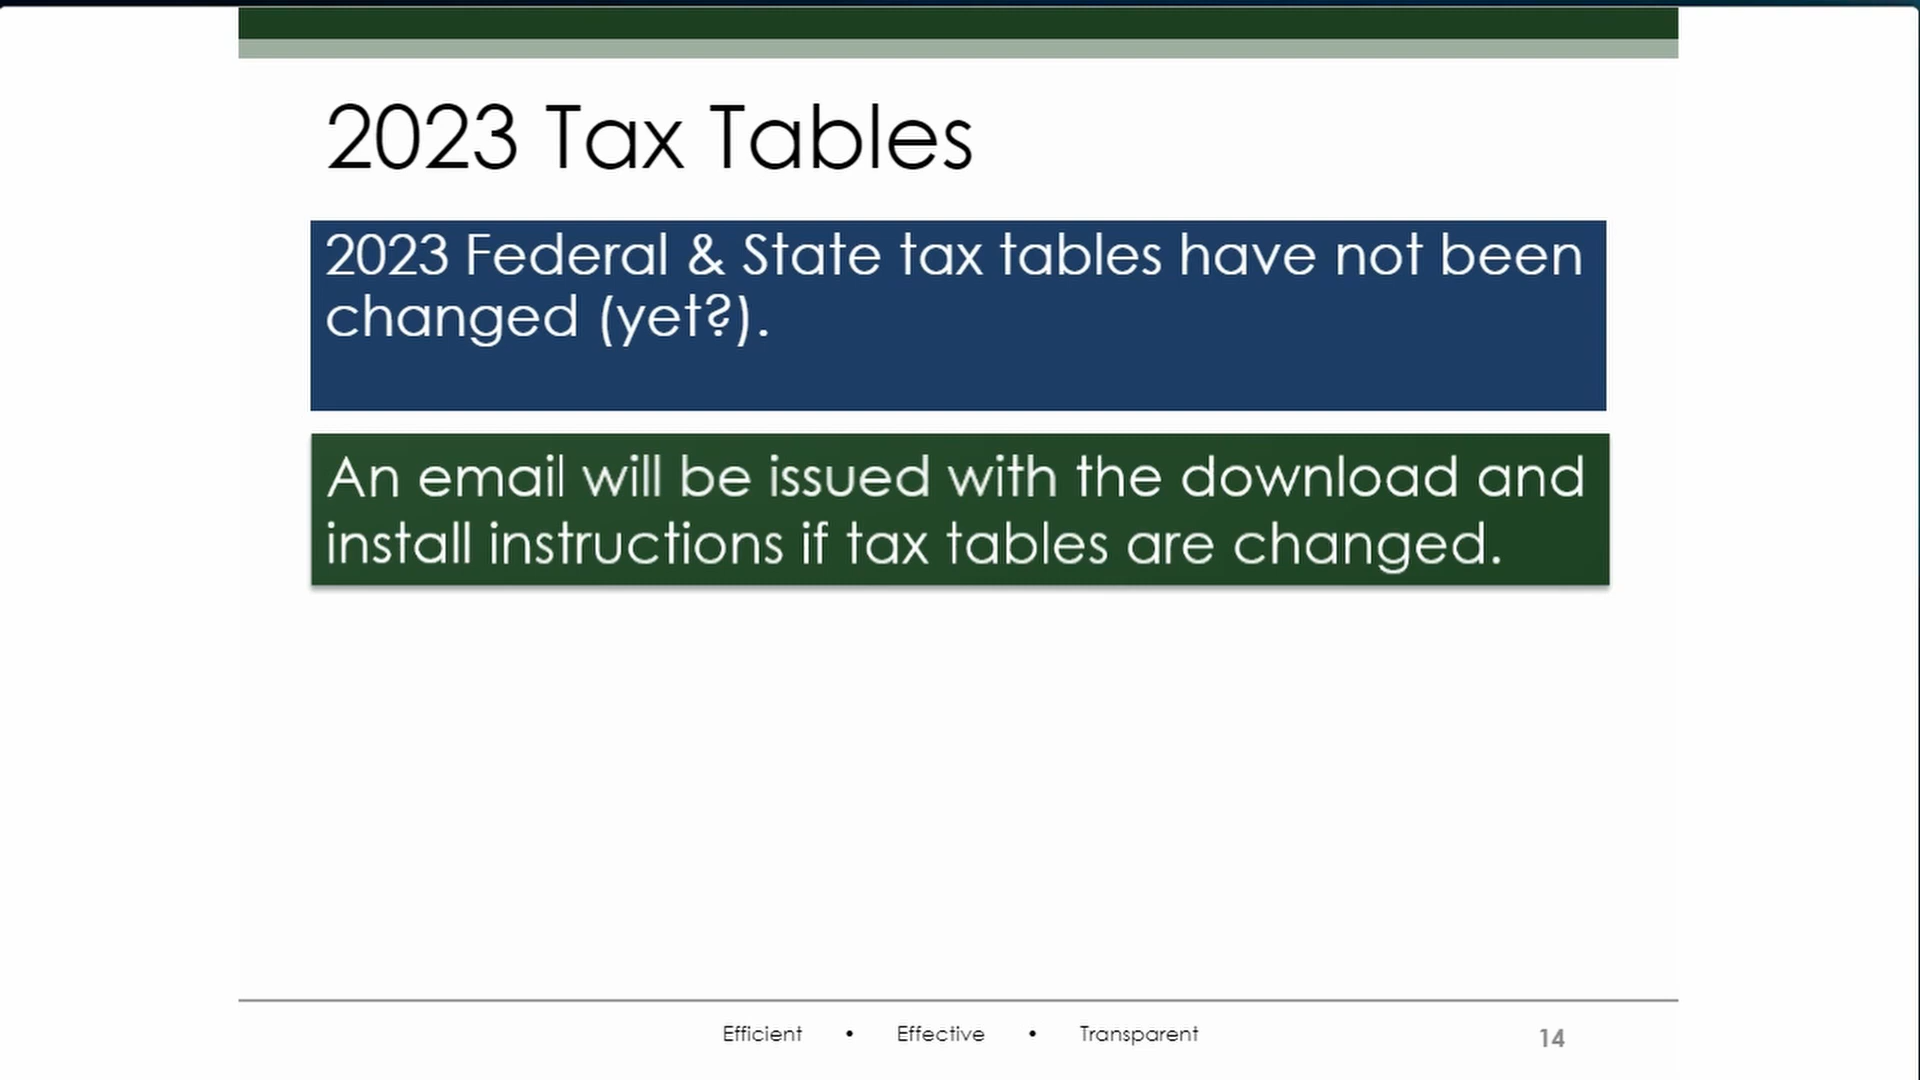 2023 Tax Tables
2023 Federal & State tax tables have not been
changed (yet?).
An email will be issued with the download and
install instructions if tax tables are changed.
Efficient • Effective • Transparent
14